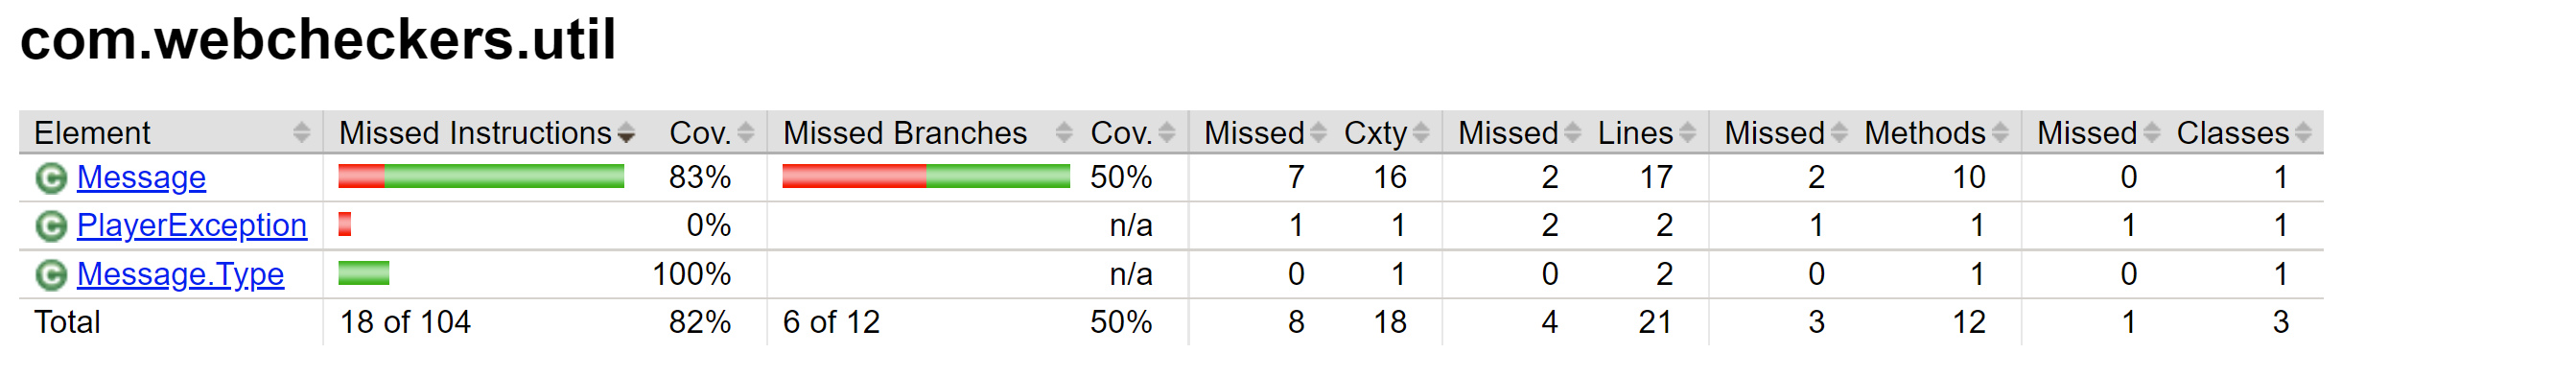 com.webcheckers.util
Element Missed Instructions Cov. Missed Branches Cov. Missed Cxty Missed Lines Missed Methods Missed Classes
C Message 83% 50% 7 16 2 17 2 10 0 1
C PlayerException 0% n/a 1 1 2 2 1 1 1 1
C Message.Type 100% n/a 0 1 0 2 0 1 0 1
Total 18 of 104 82% 6 of 12 50% 8 18 4 21 3 12 1 3